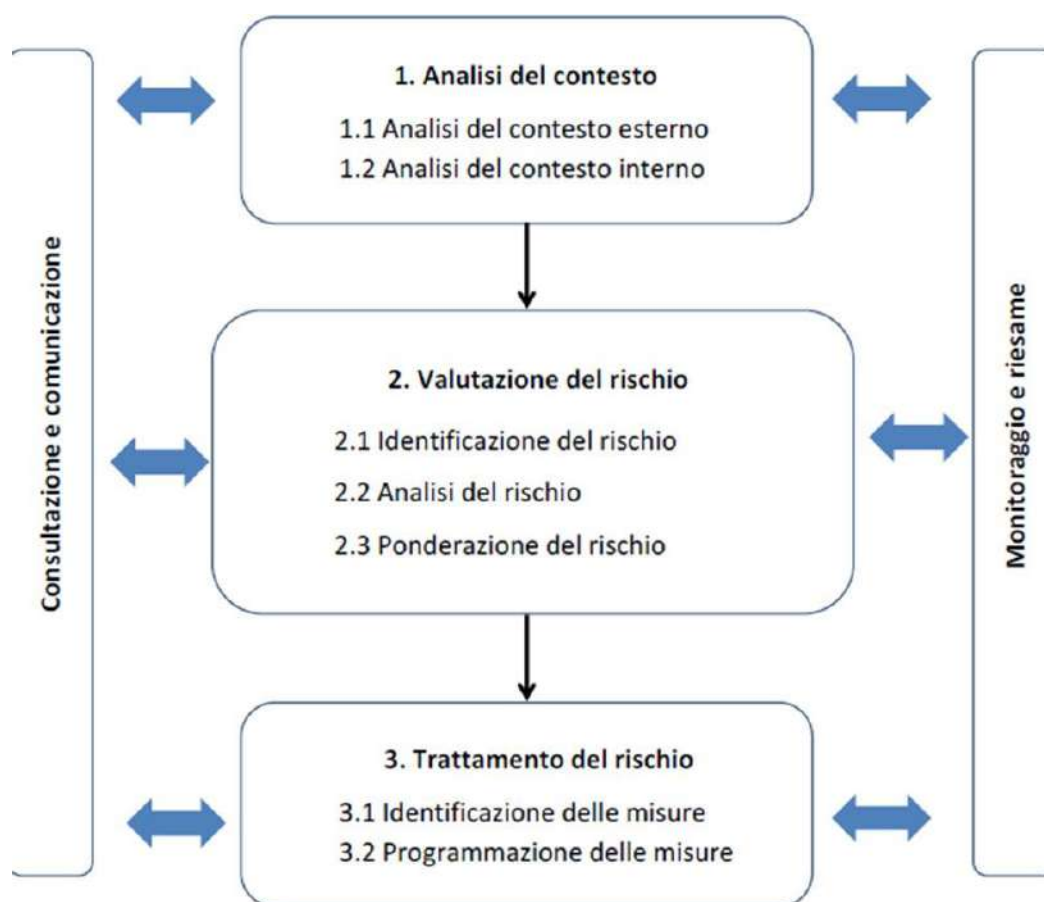 Consultazione e comunicazione
1. Analisi del contesto
1.1 Analisi del contesto esterno
1.2 Analisi del contesto interno
2. Valutazione del rischio
2.1 Identificazione del rischio
2.2 Analisi del rischio
2.3 Ponderazione del rischio
3. Trattamento del rischio
3.1 Identificazione delle misure
3.2 Programmazione delle misure
Monitoraggio e riesame